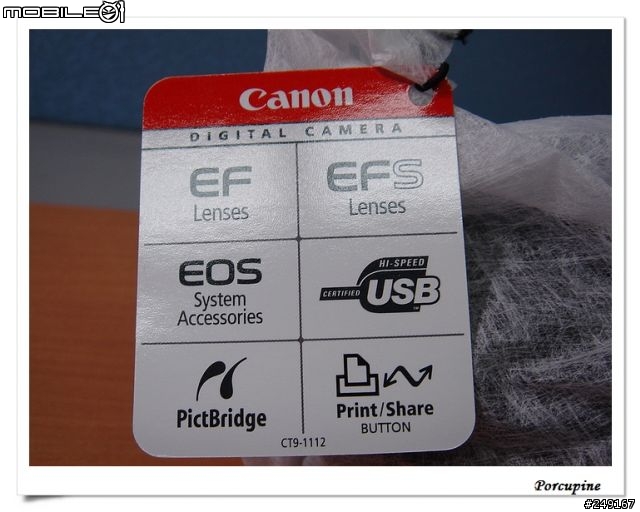 MOBILE01
Canon
DIGITAL CAMERA
EF
Lenses
EFS
Lenses
EOS
System
Accessories
HI-SPEED
CERTIFIED USB™
PictBridge
Print/Share
BUTTON
CT9-1112
Porcupine
#249167